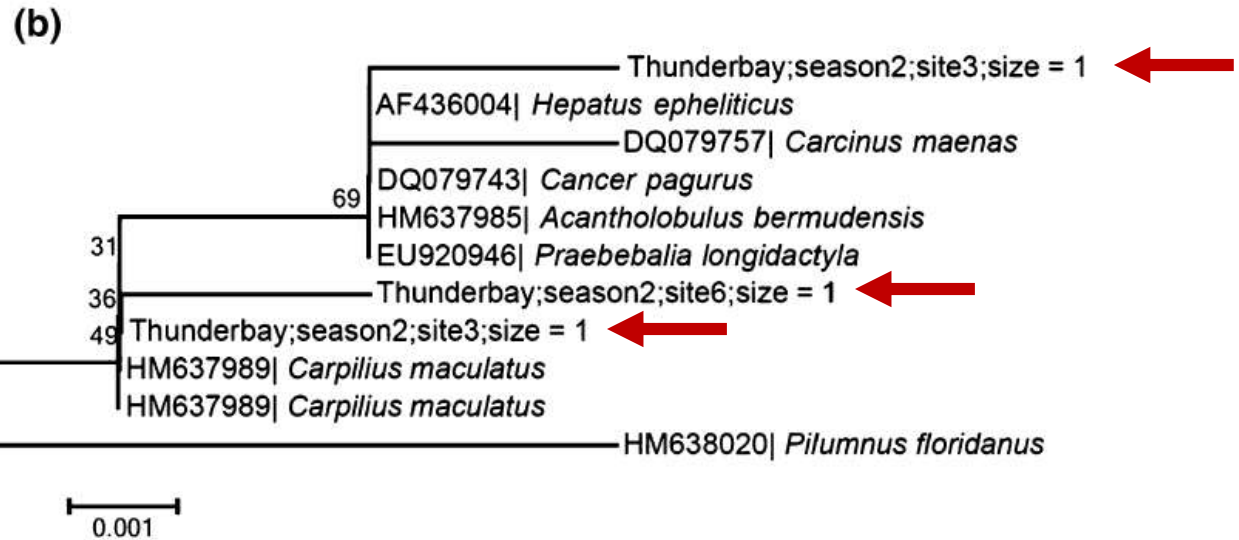 (b)
Thunderbay;season2;site3;size = 1
AF436004| Hepatus epheliticus
DQ079757| Carcinus maenas
DQ079743| Cancer pagurus
69
HM637985| Acantholobulus bermudensis
31
EU920946| Praebebalia longidactyla
36
Thunderbay;season2;site6;size = 1
49
Thunderbay;season2;site3;size = 1
HM637989| Carpilius maculatus
HM637989| Carpilius maculatus
HM638020| Pilumnus floridanus
0.001